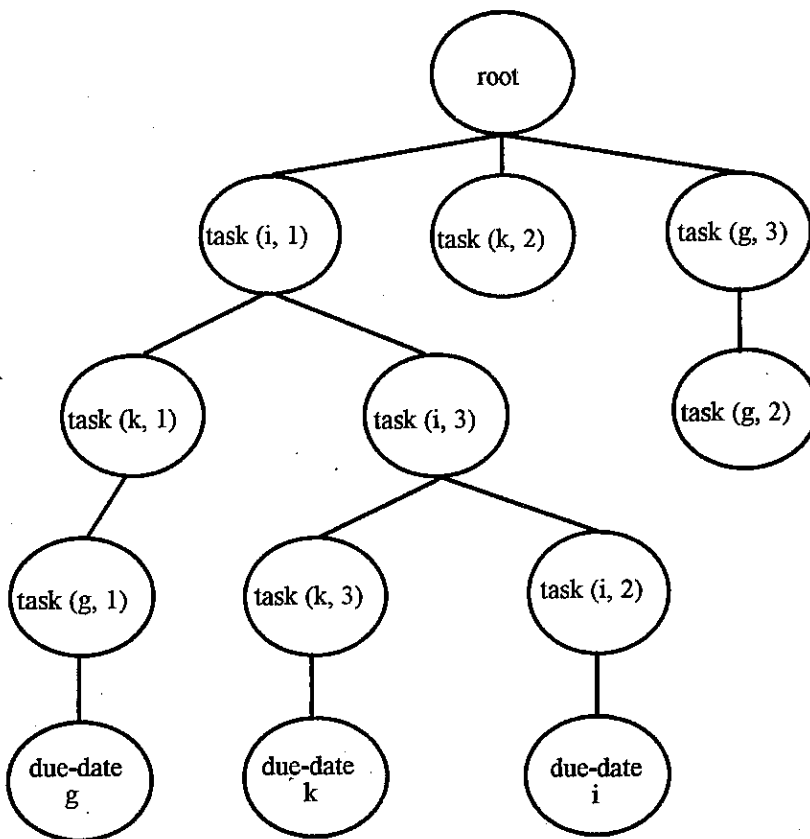 root
task (i, 1)
task (k, 2)
task (g, 3)
task (k, 1)
task (i, 3)
task (g, 2)
task (g, 1)
task (k, 3)
task (i, 2)
due-date
g
due-date
k
due-date
i